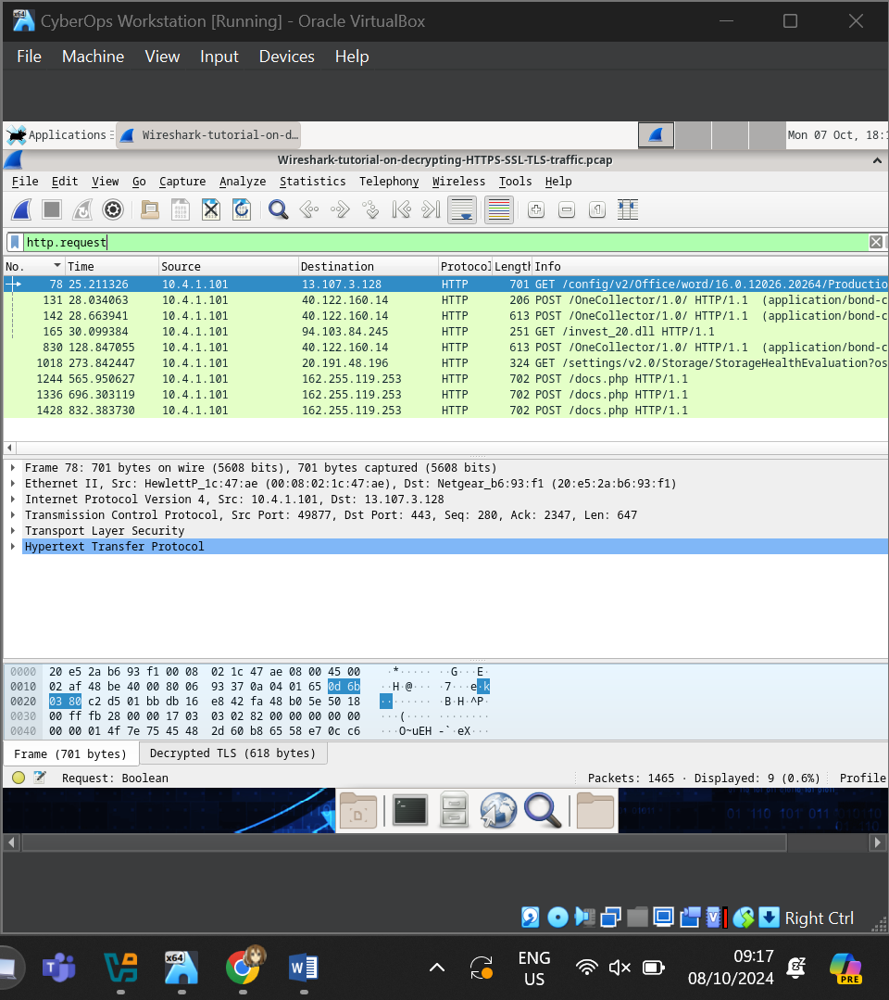 CyberOps Workstation [Running] - Oracle VirtualBox
File Machine View Input Devices Help
Applications Wireshark-tutorial-on-d... Mon 07 Oct, 18:1
Wireshark-tutorial-on-decrypting-HTTPS-SSL-TLS-traffic.pcap
File Edit View Go Capture Analyze Statistics Telephony Wireless Tools Help
http.request
No. Time Source Destination Protocol Length Info
78 25.211326 10.4.1.101 13.107.3.128 HTTP 701 GET /config/v2/Office/word/16.0.12026.20264/Productio
131 28.034063 10.4.1.101 40.122.160.14 HTTP 206 POST /OneCollector/1.0/ HTTP/1.1 (application/bond-c
142 28.663941 10.4.1.101 40.122.160.14 HTTP 613 POST /OneCollector/1.0/ HTTP/1.1 (application/bond-c
165 30.099384 10.4.1.101 94.103.84.245 HTTP 251 GET /invest_20.dll HTTP/1.1
830 128.847055 10.4.1.101 40.122.160.14 HTTP 613 POST /OneCollector/1.0/ HTTP/1.1 (application/bond-c
1018 273.842447 10.4.1.101 20.191.48.196 HTTP 324 GET /settings/v2.0/Storage/StorageHealthEvaluation?os
1244 565.950627 10.4.1.101 162.255.119.253 HTTP 702 POST /docs.php HTTP/1.1
1336 696.303119 10.4.1.101 162.255.119.253 HTTP 702 POST /docs.php HTTP/1.1
1428 832.383730 10.4.1.101 162.255.119.253 HTTP 702 POST /docs.php HTTP/1.1
Frame 78: 701 bytes on wire (5608 bits), 701 bytes captured (5608 bits)
Ethernet II, Src: HewlettP_1c:47:ae (00:08:02:1c:47:ae), Dst: Netgear_b6:93:f1 (20:e5:2a:b6:93:f1)
Internet Protocol Version 4, Src: 10.4.1.101, Dst: 13.107.3.128
Transmission Control Protocol, Src Port: 49877, Dst Port: 443, Seq: 280, Ack: 2347, Len: 647
Transport Layer Security
Hypertext Transfer Protocol
0000 20 e5 2a b6 93 f1 00 08 02 1c 47 ae 08 00 45 00 ·*····· ··G···E·
0010 02 af 48 be 40 00 80 06 93 37 0a 04 01 65 0d 6b ··H·@··· ·7···e·k
0020 03 80 c2 d5 01 bb db 16 e8 42 fa 48 b0 5e 50 18 ········ ·B·H·^P·
0030 00 ff fb 28 00 00 17 03 03 02 82 00 00 00 00 00 ···(···· ········
0040 00 00 01 4f 7e 75 45 48 2d 60 b8 65 58 e7 0c c6 ···O~uEH -`·eX···
Frame (701 bytes) Decrypted TLS (618 bytes)
Request: Boolean Packets: 1465 · Displayed: 9 (0.6%) Profile
Right Ctrl
x64 ENG 09:17
US 08/10/2024 PRE